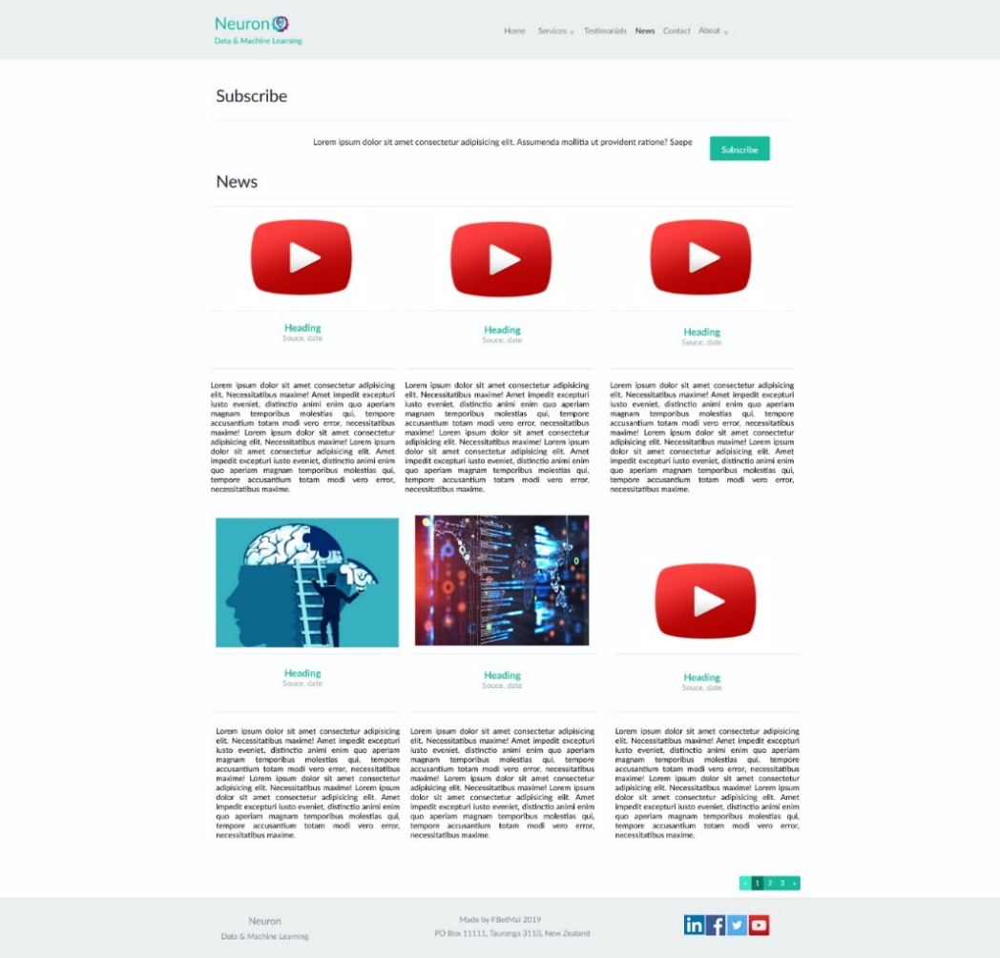 Neuron
Data & Machine Learning
Home Services Testimonials News Contact About
Subscribe
Lorem ipsum dolor sit amet consectetur adipisicing elit. Assumenda mollitia ut provident ratione? Saepe
Subscribe
News
Heading
Souce, date
Heading
Souce, date
Heading
Souce, date
Lorem ipsum dolor sit amet consectetur adipisicing
elit. Necessitatibus maxime! Amet impedit excepturi
iusto eveniet, distinctio animi enim quo aperiam
magnam temporibus molestias qui, tempore
accusantium totam modi vero error, necessitatibus
maxime! Lorem ipsum dolor sit amet consectetur
adipisicing elit. Necessitatibus maxime! Lorem ipsum
dolor sit amet consectetur adipisicing elit. Amet
impedit excepturi iusto eveniet, distinctio animi enim
quo aperiam magnam temporibus molestias qui,
tempore accusantium totam modi vero error,
necessitatibus maxime.
Lorem ipsum dolor sit amet consectetur adipisicing
elit. Necessitatibus maxime! Amet impedit excepturi
iusto eveniet, distinctio animi enim quo aperiam
magnam temporibus molestias qui, tempore
accusantium totam modi vero error, necessitatibus
maxime! Lorem ipsum dolor sit amet consectetur
adipisicing elit. Necessitatibus maxime! Lorem ipsum
dolor sit amet consectetur adipisicing elit. Amet
impedit excepturi iusto eveniet, distinctio animi enim
quo aperiam magnam temporibus molestias qui,
tempore accusantium totam modi vero error,
necessitatibus maxime.
Lorem ipsum dolor sit amet consectetur adipisicing
elit. Necessitatibus maxime! Amet impedit excepturi
iusto eveniet, distinctio animi enim quo aperiam
magnam temporibus molestias qui, tempore
accusantium totam modi vero error, necessitatibus
maxime! Lorem ipsum dolor sit amet consectetur
adipisicing elit. Necessitatibus maxime! Lorem ipsum
dolor sit amet consectetur adipisicing elit. Amet
impedit excepturi iusto eveniet, distinctio animi enim
quo aperiam magnam temporibus molestias qui,
tempore accusantium totam modi vero error,
necessitatibus maxime.
Heading
Souce, date
Heading
Souce, date
Heading
Souce, date
Lorem ipsum dolor sit amet consectetur adipisicing
elit. Necessitatibus maxime! Amet impedit excepturi
iusto eveniet, distinctio animi enim quo aperiam
magnam temporibus molestias qui, tempore
accusantium totam modi vero error, necessitatibus
maxime! Lorem ipsum dolor sit amet consectetur
adipisicing elit. Necessitatibus maxime! Lorem ipsum
dolor sit amet consectetur adipisicing elit. Amet
impedit excepturi iusto eveniet, distinctio animi enim
quo aperiam magnam temporibus molestias qui,
tempore accusantium totam modi vero error,
necessitatibus maxime.
Lorem ipsum dolor sit amet consectetur adipisicing
elit. Necessitatibus maxime! Amet impedit excepturi
iusto eveniet, distinctio animi enim quo aperiam
magnam temporibus molestias qui, tempore
accusantium totam modi vero error, necessitatibus
maxime! Lorem ipsum dolor sit amet consectetur
adipisicing elit. Necessitatibus maxime! Lorem ipsum
dolor sit amet consectetur adipisicing elit. Amet
impedit excepturi iusto eveniet, distinctio animi enim
quo aperiam magnam temporibus molestias qui,
tempore accusantium totam modi vero error,
necessitatibus maxime.
Lorem ipsum dolor sit amet consectetur adipisicing
elit. Necessitatibus maxime! Amet impedit excepturi
iusto eveniet, distinctio animi enim quo aperiam
magnam temporibus molestias qui, tempore
accusantium totam modi vero error, necessitatibus
maxime! Lorem ipsum dolor sit amet consectetur
adipisicing elit. Necessitatibus maxime! Lorem ipsum
dolor sit amet consectetur adipisicing elit. Amet
impedit excepturi iusto eveniet, distinctio animi enim
quo aperiam magnam temporibus molestias qui,
tempore accusantium totam modi vero error,
necessitatibus maxime.
« 1 2 3 »
Neuron
Data & Machine Learning
Made by FBetMai 2019
PO Box 11111, Tauranga 3110, New Zealand
in f